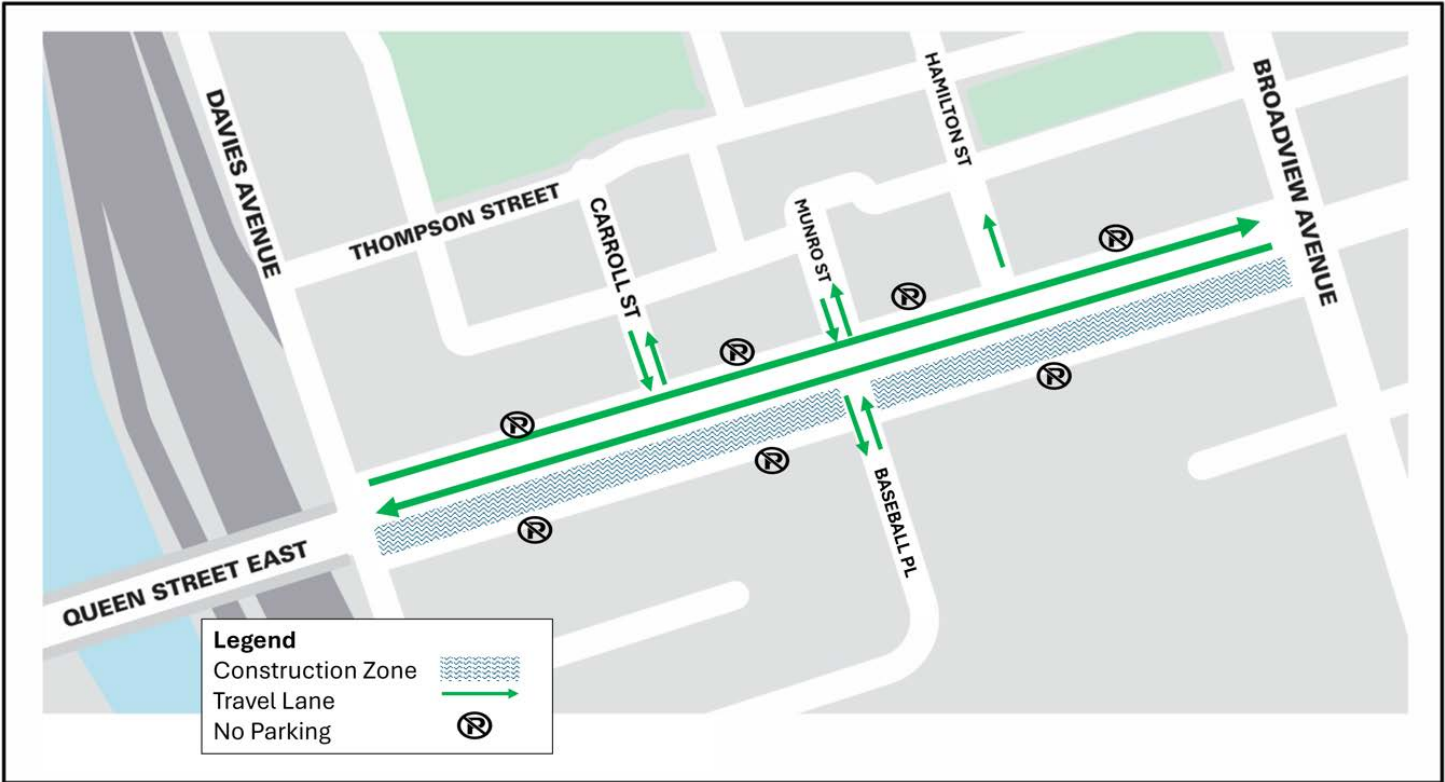 DAVIES AVENUE
THOMPSON STREET
CARROLL ST
MUNRO ST
HAMILTON ST
BROADVIEW AVENUE
P
P
P
P
P
P
P
BASEBALL PL
QUEEN STREET EAST
Legend
Construction Zone
Travel Lane
No Parking P